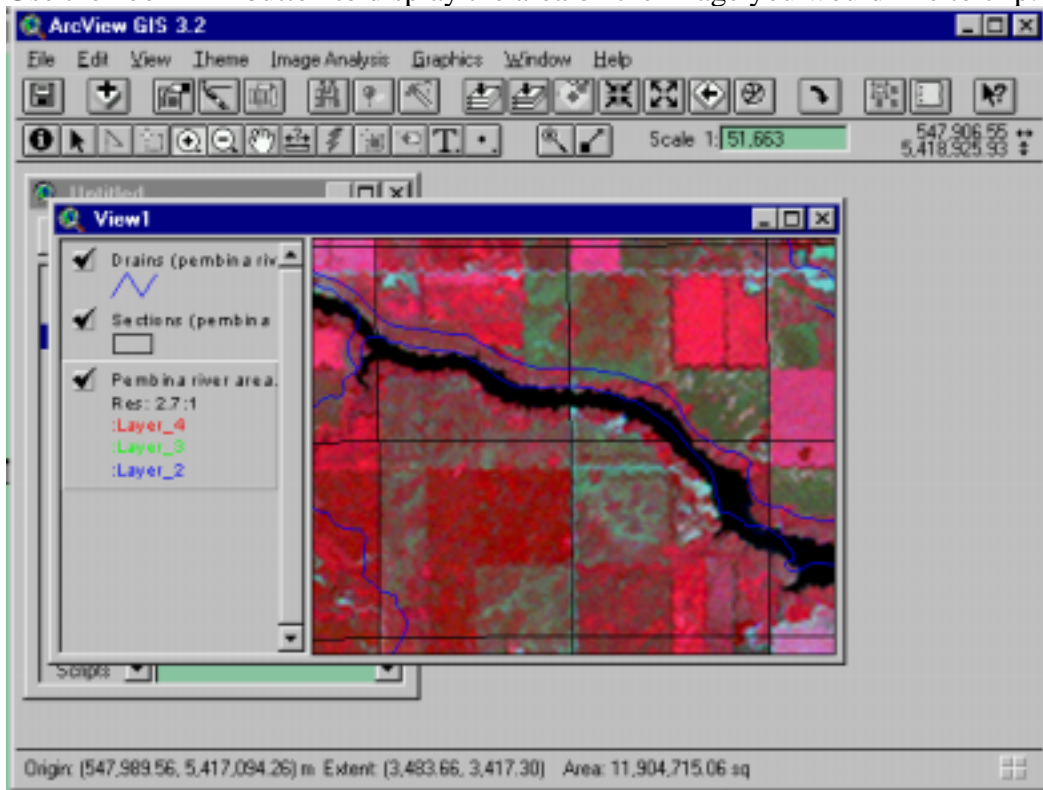 ArcView GIS 3.2
File Edit View Theme Image Analysis Graphics Window Help
Scale 1: 51,663
547,906.55
5,418,925.93
Untitled
View1
Drains (pembina riv
Sections (pembina
Pembina river area.
Res: 2.7:1
:Layer_4
:Layer_3
:Layer_2
Scripts
Origin: (547,989.56, 5,417,094.26) m Extent: (3,483.66, 3,417.30) Area: 11,904,715.06 sq